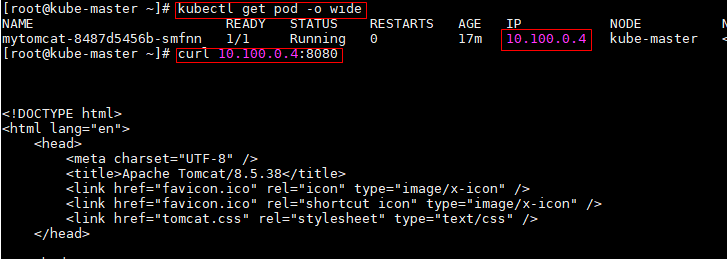 [root@kube-master ~]# kubectl get pod -o wide
NAME READY STATUS RESTARTS AGE IP NODE
mytomcat-8487d5456b-smfnn 1/1 Running 0 17m 10.100.0.4 kube-master <
[root@kube-master ~]# curl 10.100.0.4:8080
<!DOCTYPE html>
<html lang="en">
<head>
<meta charset="UTF-8" />
<title>Apache Tomcat/8.5.38</title>
<link href="favicon.ico" rel="icon" type="image/x-icon" />
<link href="favicon.ico" rel="shortcut icon" type="image/x-icon" />
<link href="tomcat.css" rel="stylesheet" type="text/css" />
</head>